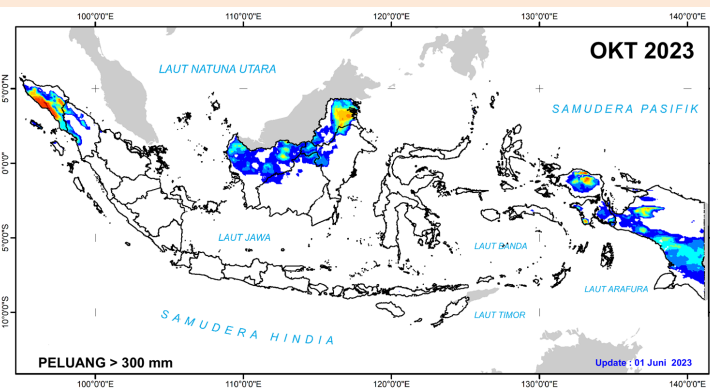 100°0'0"E 110°0'0"E 120°0'0"E 130°0'0"E 140°0'0"E
OKT 2023
LAUT NATUNA UTARA
5°0'0"N
SAMUDERA PASIFIK
0°0'0"
LAUT JAWA
LAUT BANDA
5°0'0"S
LAUT ARAFURA
SAMUDERA HINDIA
LAUT TIMOR
10°0'0"S
PELUANG > 300 mm
Update : 01 Juni 2023
100°0'0"E 110°0'0"E 120°0'0"E 130°0'0"E 140°0'0"E